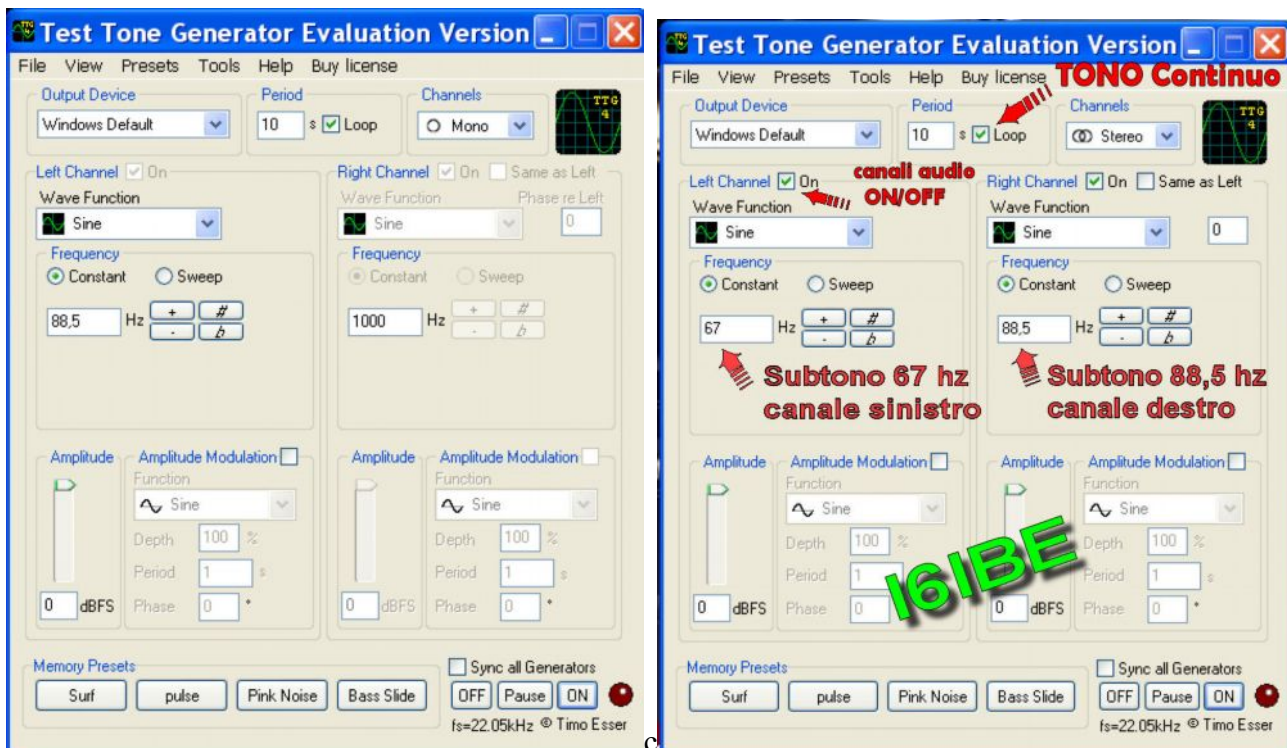 Test Tone Generator Evaluation Version
File View Presets Tools Help Buy license
Output Device Period Channels
Windows Default 10 s Loop Mono TTG 4
Left Channel On Right Channel On Same as Left
Wave Function Wave Function Phase re Left
Sine Sine 0
Frequency Frequency
Constant Sweep Constant Sweep
88,5 Hz + # 1000 Hz + #
- b - b
Amplitude Amplitude Modulation Amplitude Amplitude Modulation
Function Function
Sine Sine
Depth 100 % Depth 100 %
Period 1 s Period 1 s
0 dBFS Phase 0 ° 0 dBFS Phase 0 °
Memory Presets Sync all Generators
Surf pulse Pink Noise Bass Slide OFF Pause ON
fs=22.05kHz © Timo Esser
c
Test Tone Generator Evaluation Version
File View Presets Tools Help Buy license TONO Continuo
Output Device Period Channels
Windows Default 10 s Loop Stereo TTG 4
Left Channel On canali audio Right Channel On Same as Left
ON/OFF
Wave Function Wave Function
Sine Sine 0
Frequency Frequency
Constant Sweep Constant Sweep
67 Hz + # 88,5 Hz + #
- b - b
Subtono 67 hz Subtono 88,5 hz
canale sinistro canale destro
Amplitude Amplitude Modulation Amplitude Amplitude Modulation
Function Function
Sine Sine
Depth 100 % Depth 100 %
Period 1 I6IBE Period 1 s
0 dBFS Phase 0 0 dBFS Phase 0 °
Memory Presets Sync all Generators
Surf pulse Pink Noise Bass Slide OFF Pause ON
fs=22.05kHz © Timo Esser